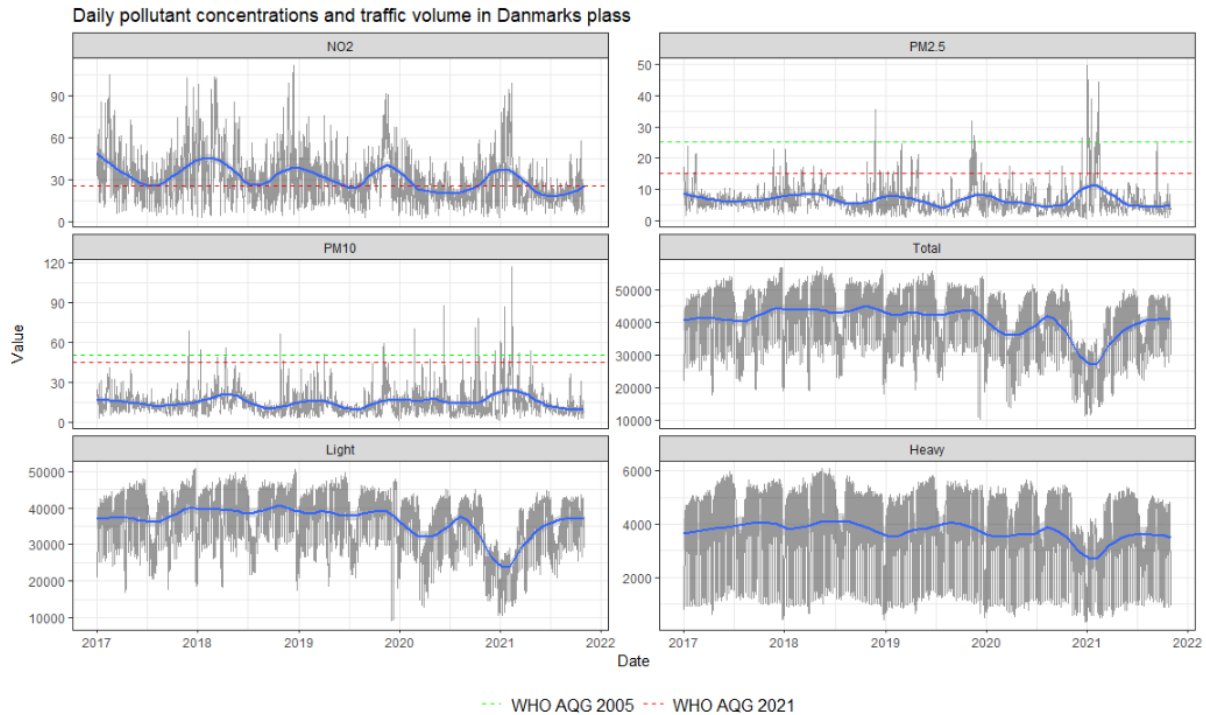 Daily pollutant concentrations and traffic volume in Danmarks plass
NO2
PM2.5
90
60
30
0
50
40
30
20
10
0
PM10
Total
Value
120
90
60
30
0
50000
40000
30000
20000
10000
Light
Heavy
50000
40000
30000
20000
10000
6000
4000
2000
2017 2018 2019 2020 2021 2022
2017 2018 2019 2020 2021 2022
Date
WHO AQG 2005 WHO AQG 2021